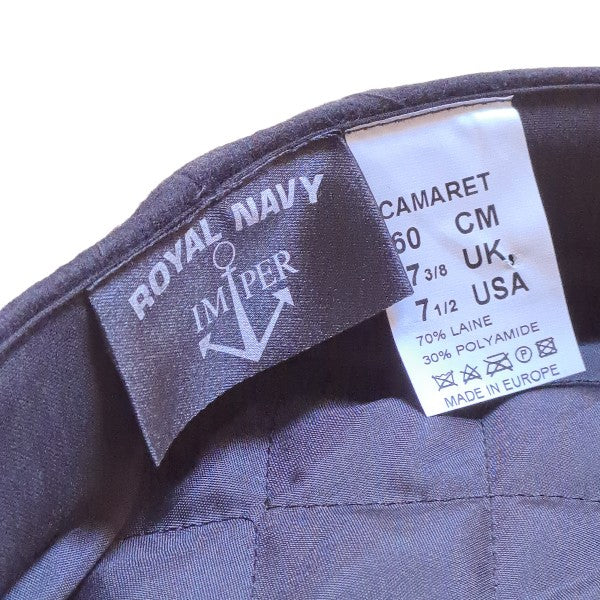 ROYAL NAVY
IMPER
CAMARET
60 CM
7 3/8 UK,
7 1/2 USA
70% LAINE
30% POLYAMIDE
P
MADE IN EUROPE